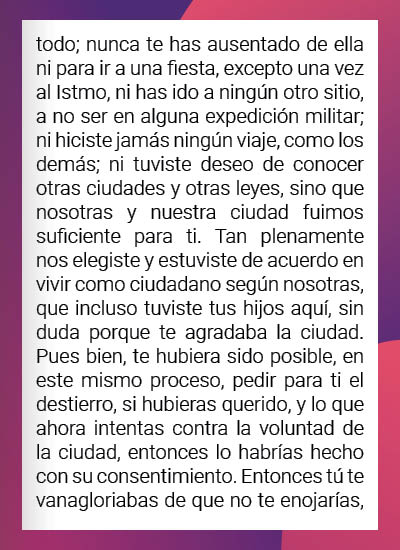 todo; nunca te has ausentado de ella
ni para ir a una fiesta, excepto una vez
al Istmo, ni has ido a ningún otro sitio,
a no ser en alguna expedición militar;
ni hiciste jamás ningún viaje, como los
demás; ni tuviste deseo de conocer
otras ciudades y otras leyes, sino que
nosotras y nuestra ciudad fuimos
suficiente para ti. Tan plenamente
nos elegiste y estuviste de acuerdo en
vivir como ciudadano según nosotras,
que incluso tuviste tus hijos aquí, sin
duda porque te agradaba la ciudad.
Pues bien, te hubiera sido posible, en
este mismo proceso, pedir para ti el
destierro, si hubieras querido, y lo que
ahora intentas contra la voluntad de
la ciudad, entonces lo habrías hecho
con su consentimiento. Entonces tú te
vanagloriabas de que no te enojarías,